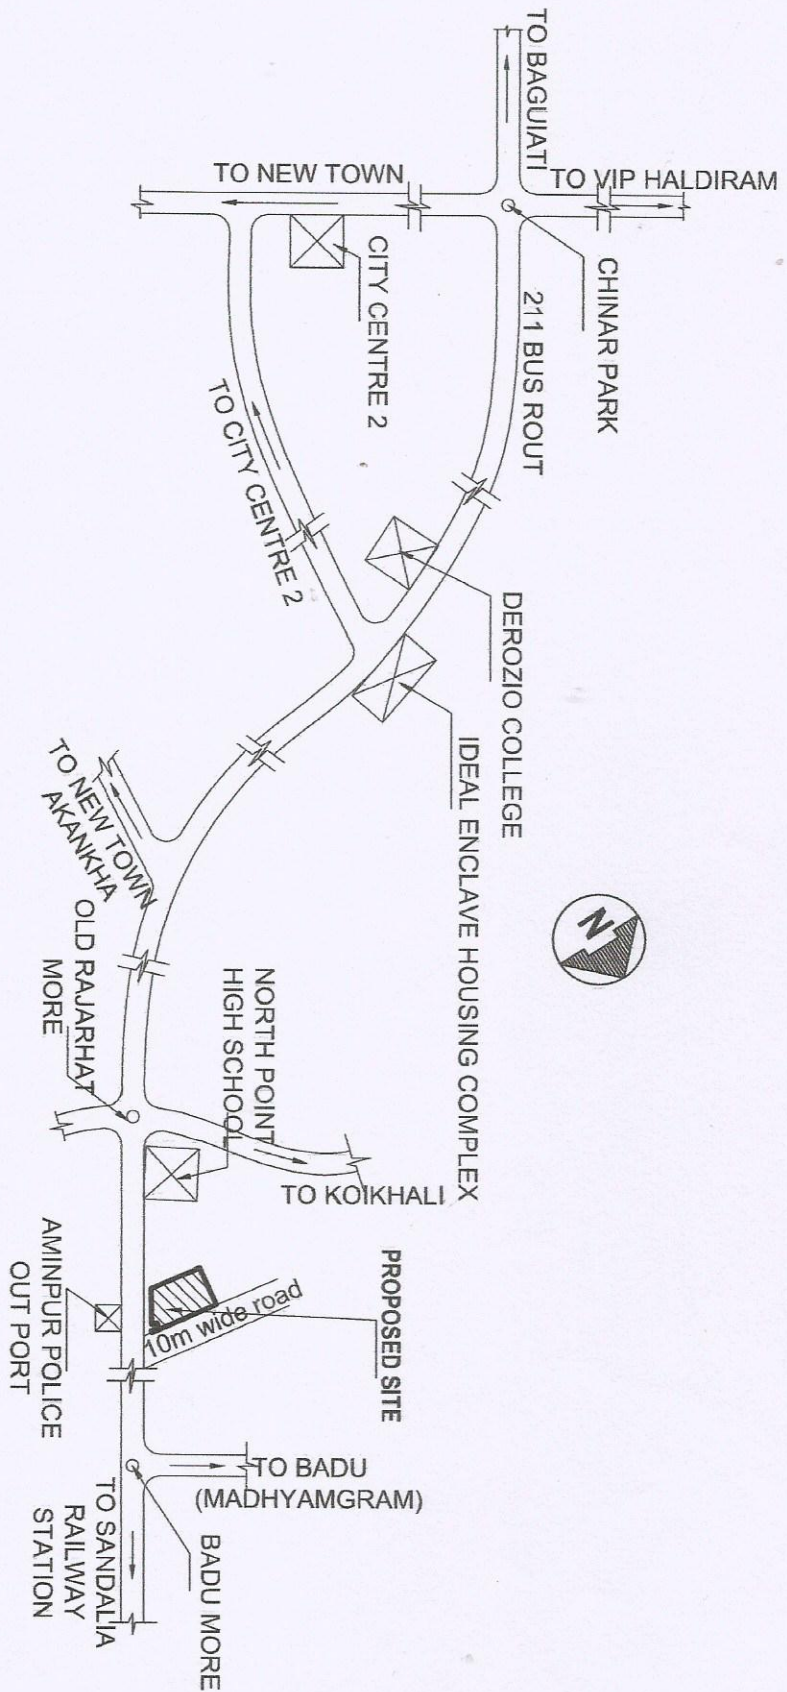 TO BAGUIATI
TO NEW TOWN
TO VIP HALDIRAM
CHINAR PARK
CITY CENTRE 2
211 BUS ROUT
TO CITY CENTRE 2
DEROZIO COLLEGE
IDEAL ENCLAVE HOUSING COMPLEX
TO NEW TOWN
AKANKHA
N
OLD RAJARHAT
MORE
NORTH POINT
HIGH SCHOOL
TO KOIKHALI
PROPOSED SITE
10m wide road
AMINPUR POLICE
OUT PORT
TO BADU
(MADHYAMGRAM)
BADU MORE
TO SANDALIA
RAILWAY
STATION